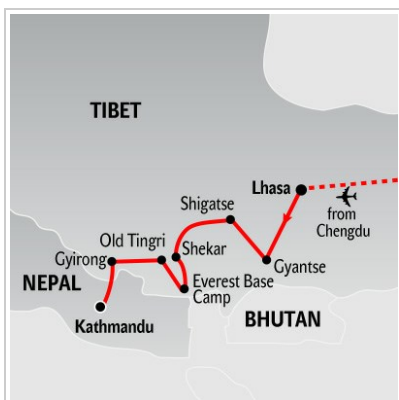 TIBET
Lhasa
from
Chengdu
Shigatse
Old Tingri
Shekar
Gyirong
Gyantse
NEPAL
Everest Base
Camp
Kathmandu
BHUTAN